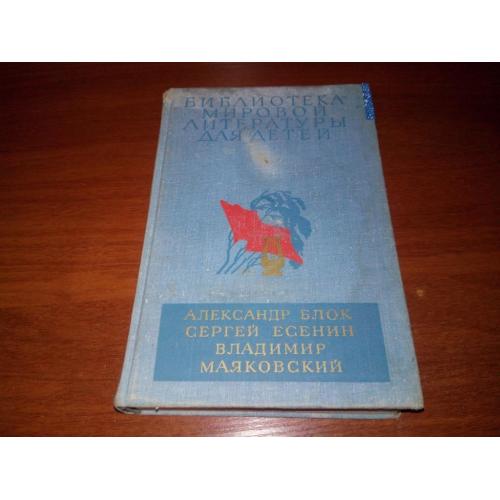 БИБЛИОТЕКА
МИРОВОЙ
ЛИТЕРАТУРЫ
ДЛЯ ДЕТЕЙ
АЛЕКСАНДР БЛОК
СЕРГЕЙ ЕСЕНИН
ВЛАДИМИР
МАЯКОВСКИЙ